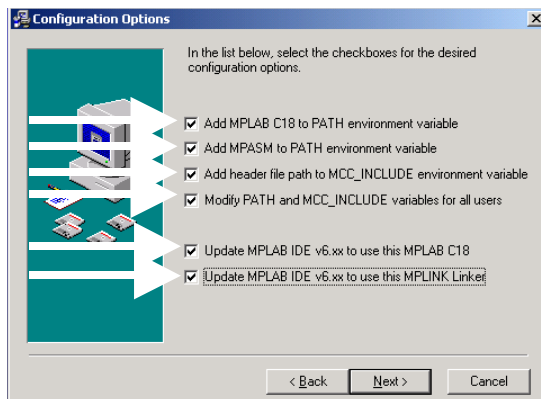 Configuration Options
In the list below, select the checkboxes for the desired
configuration options.
Add MPLAB C18 to PATH environment variable
Add MPASM to PATH environment variable
Add header file path to MCC_INCLUDE environment variable
Modify PATH and MCC_INCLUDE variables for all users
Update MPLAB IDE v6.xx to use this MPLAB C18
Update MPLAB IDE v6.xx to use this MPLINK Linker
< Back
Next >
Cancel